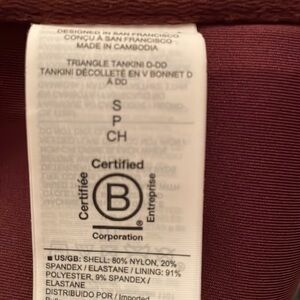 DESIGNED IN SAN FRANCISCO
CONÇU À SAN FRANCISCO
MADE IN CAMBODIA
TRIANGLE TANKINI D-DD
TANKINI DÉCOLLETÉ EN V BONNET D
À DD
S
P
CH
Certified
Certifiée
B
®
Entreprise
Corporation
■ US/GB: SHELL: 80% NYLON, 20%
SPANDEX / ELASTANE / LINING: 91%
POLYESTER, 9% SPANDEX /
ELASTANE
DISTRIBUIDO POR / Imported